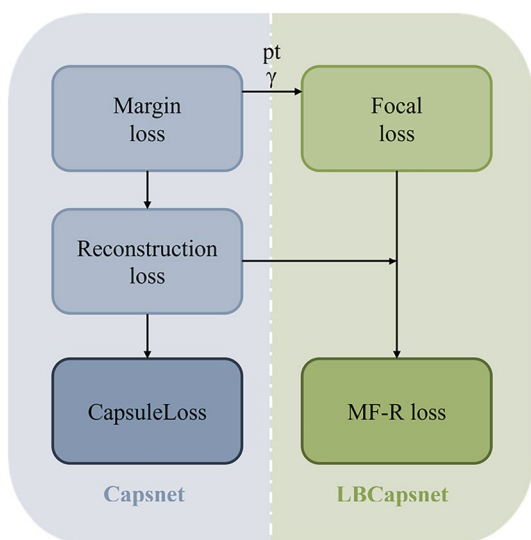 pt
γ
Margin
loss
Focal
loss
Reconstruction
loss
CapsuleLoss
MF-R loss
Capsnet
LBCapsnet